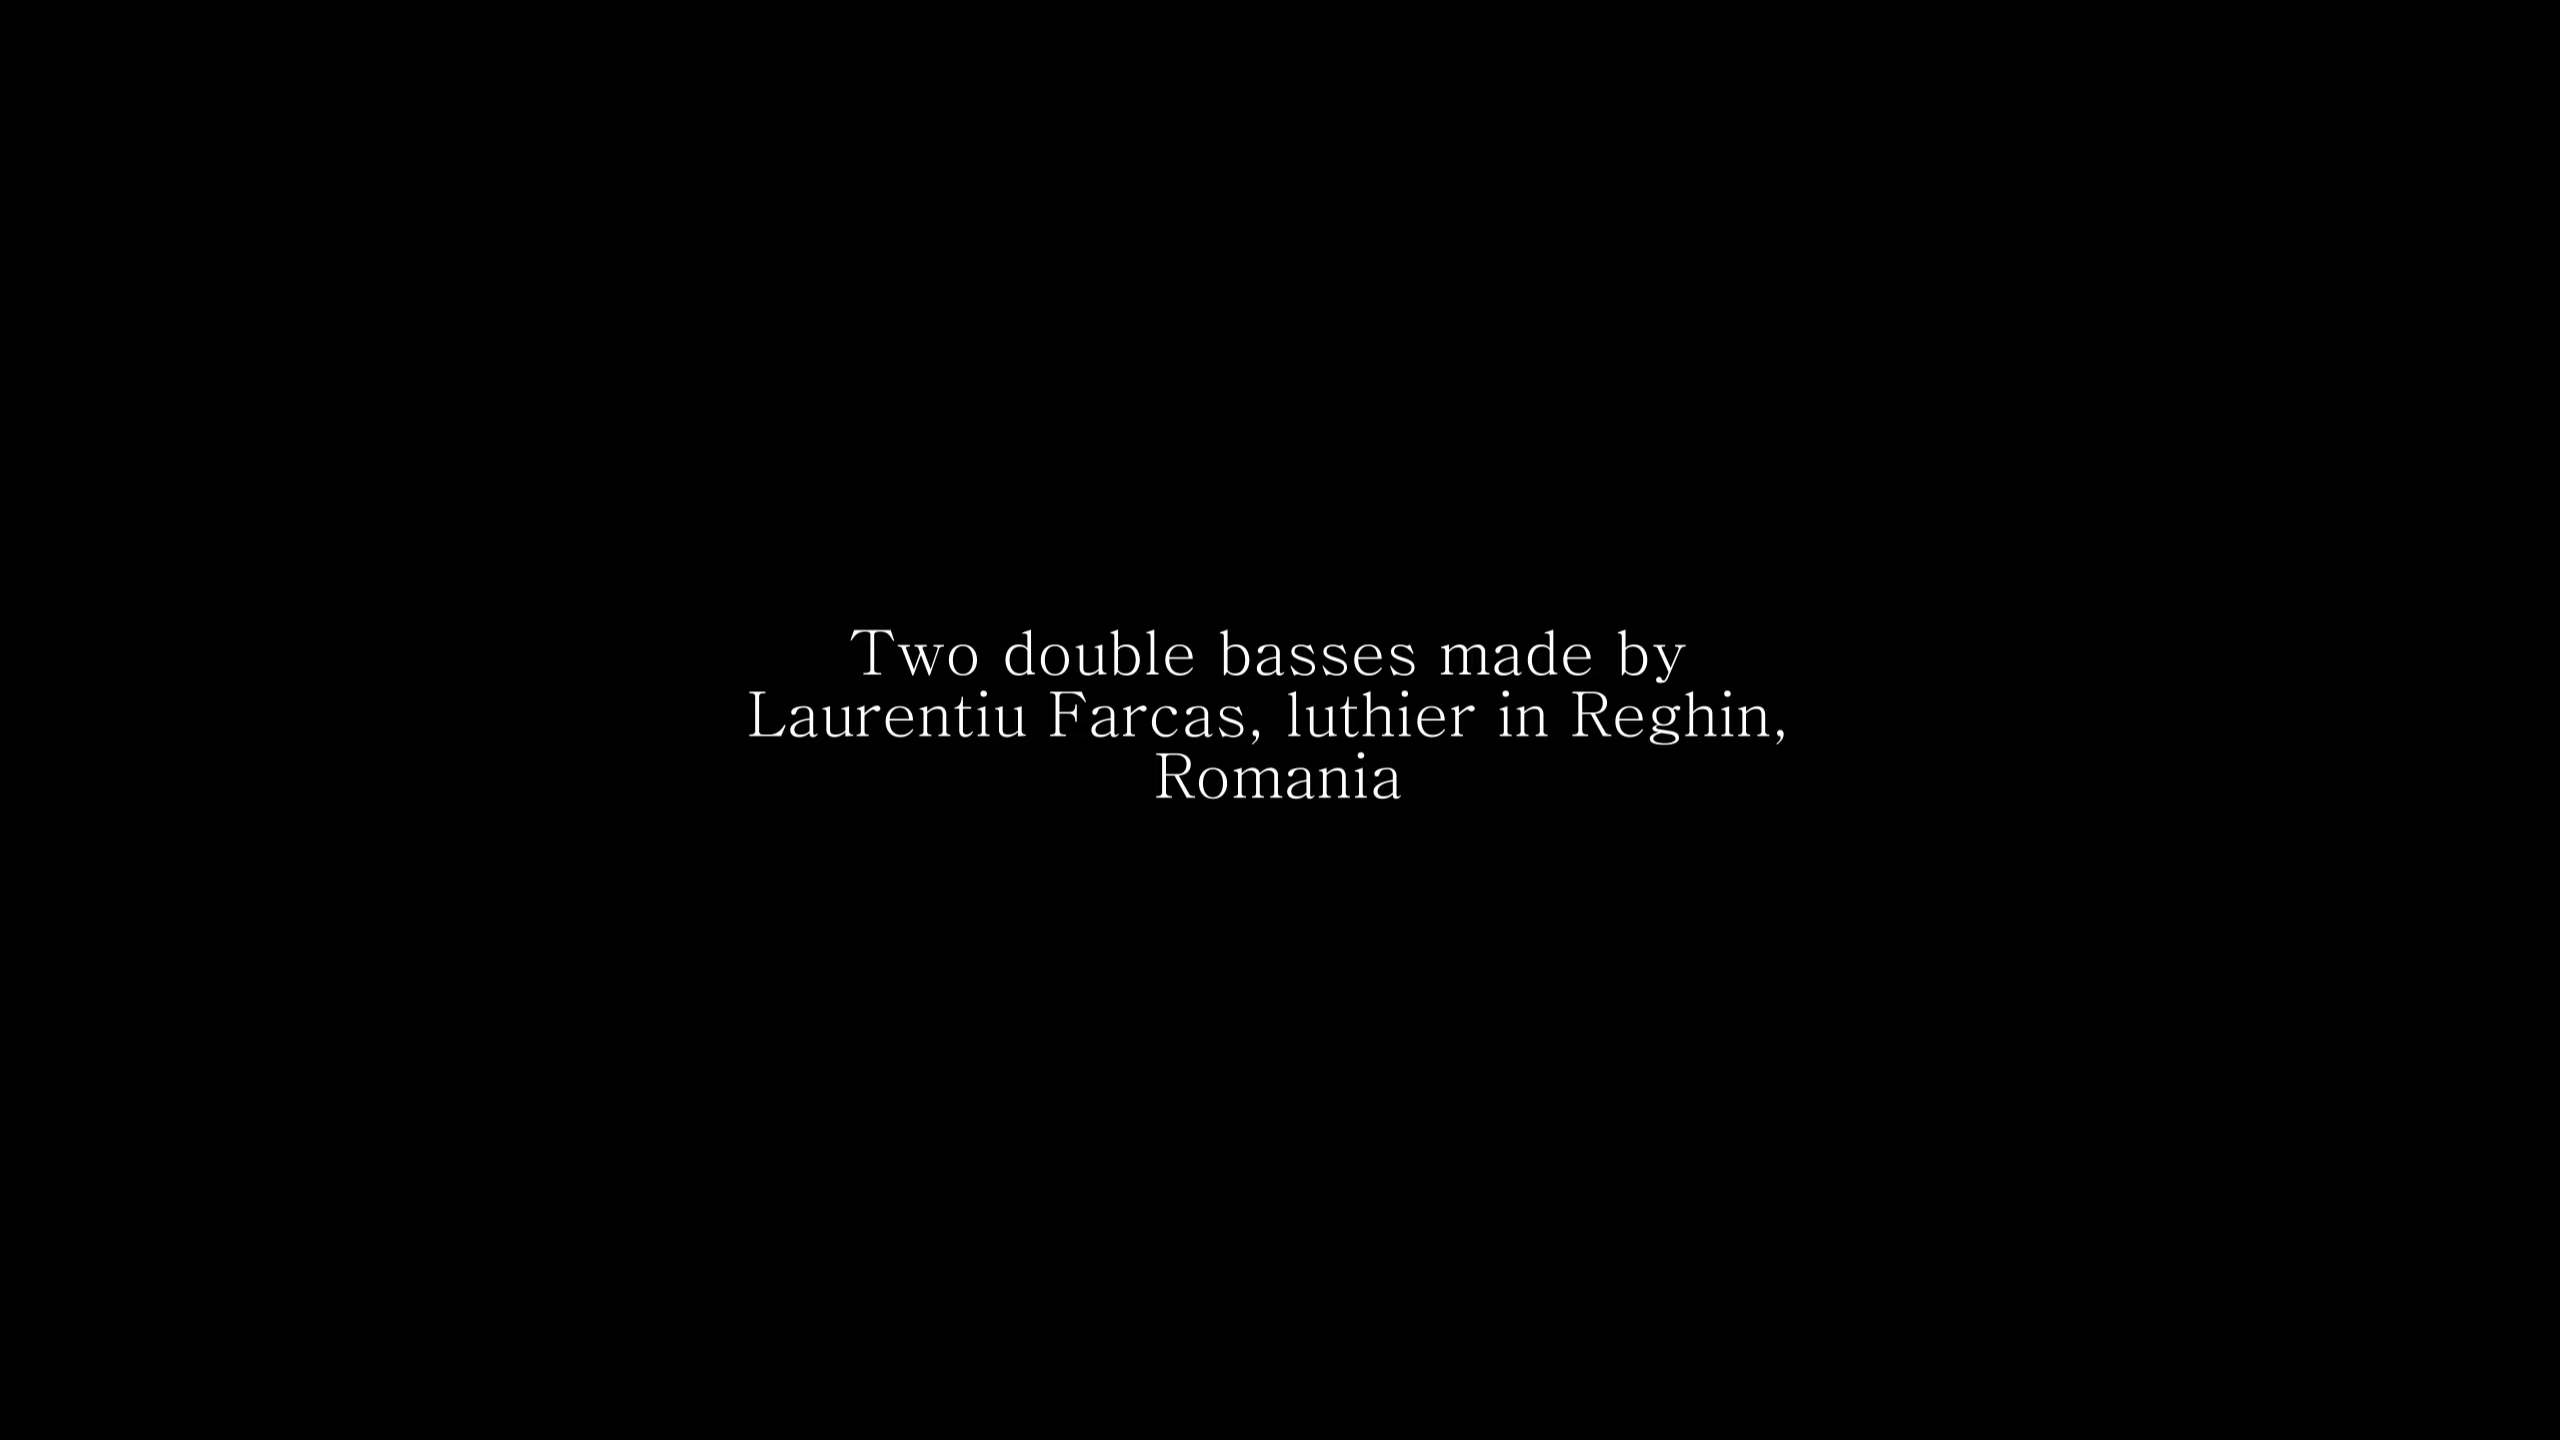 Two double basses made by
Laurentiu Farcas, luthier in Reghin,
Romania